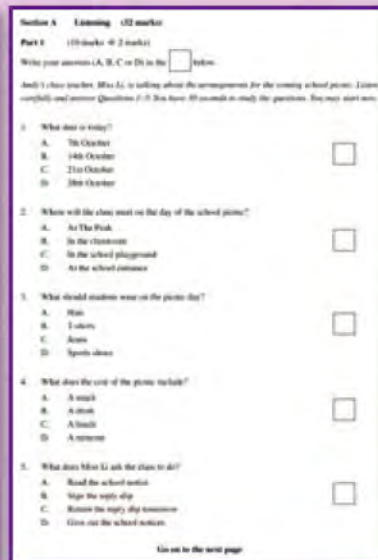 Section A Listening (32 marks)
Part 1 (10 marks @ 2 marks)
Write your answers (A, B, C or D) in the below.
Andy's class teacher, Miss Li, is talking about the arrangements for the coming school picnic. Listen
carefully and answer Questions 1-5. You have 30 seconds to study the questions. You may start now.
1. What date is today?
A. 7th October
B. 14th October
C. 21st October
D. 28th October
2. Where will the class meet on the day of the school picnic?
A. At The Peak
B. In the classroom
C. In the school playground
D. At the school entrance
3. What should students wear on the picnic day?
A. Hats
B. T-shirts
C. Jeans
D. Sports shoes
4. What does the cost of the picnic include?
A. A snack
B. A drink
C. A lunch
D. A souvenir
5. What does Miss Li ask the class to do?
A. Read the school notice
B. Sign the reply slip
C. Return the reply slip tomorrow
D. Give out the school notices
Go on to the next page